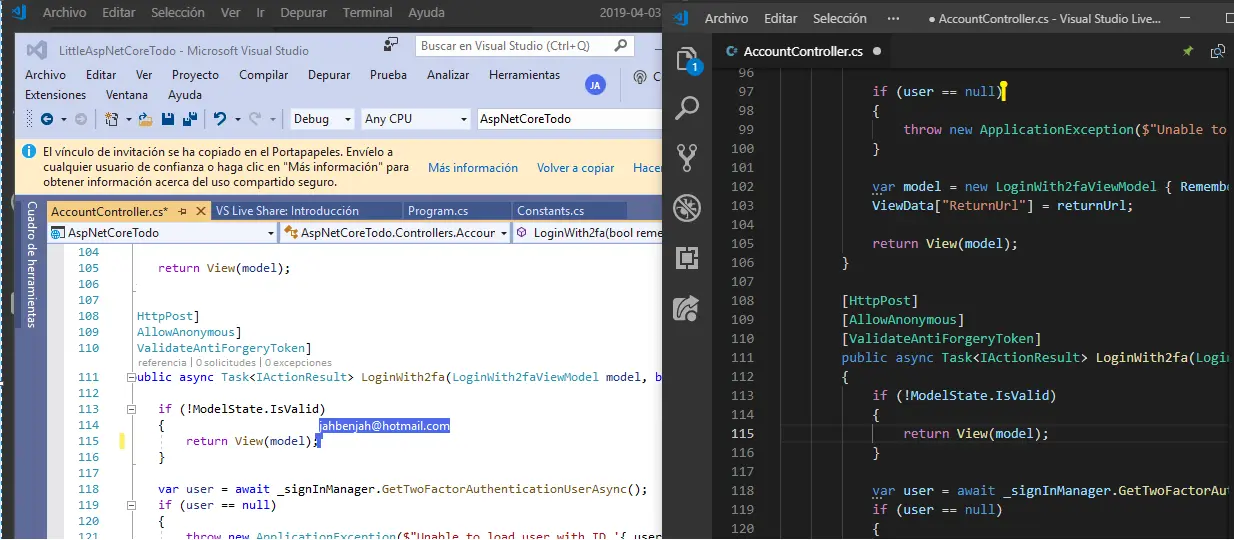 Archivo Editar Selección Ver Ir Depurar Terminal Ayuda 2019-04-03
LittleAspNetCoreTodo - Microsoft Visual Studio
Buscar en Visual Studio (Ctrl+Q)
Archivo Editar Ver Proyecto Compilar Depurar Prueba Analizar Herramientas
Extensiones Ventana Ayuda
JA
Debug Any CPU AspNetCoreTodo
El vínculo de invitación se ha copiado en el Portapapeles. Envíelo a
cualquier usuario de confianza o haga clic en "Más información" para
obtener información acerca del uso compartido seguro.
Más información Volver a copiar Hacer
Cuadro de herramientas
AccountController.cs* VS Live Share: Introducción Program.cs Constants.cs
AspNetCoreTodo AspNetCoreTodo.Controllers.Accour LoginWith2fa(bool reme
104
105 return View(model);
106
107
108 HttpPost]
109 AllowAnonymous]
110 ValidateAntiForgeryToken]
referencia | 0 solicitudes | 0 excepciones
111 ublic async Task<IActionResult> LoginWith2fa(LoginWith2faViewModel model, b
112
113 if (!ModelState.IsValid)
114 {
jahbenjah@hotmail.com
115 return View(model);
116 }
117
118 var user = await _signInManager.GetTwoFactorAuthenticationUserAsync();
119 if (user == null)
120 {
121 throw new ApplicationException($"Unable to load user with ID '{ user
Archivo Editar Selección ··· ● AccountController.cs - Visual Studio Live...
1
C# AccountController.cs ●
96
97 if (user == null)
98 {
99 throw new ApplicationException($"Unable to
100 }
101
102 var model = new LoginWith2faViewModel { Remembe
103 ViewData["ReturnUrl"] = returnUrl;
104
105 return View(model);
106 }
107
108 [HttpPost]
109 [AllowAnonymous]
110 [ValidateAntiForgeryToken]
111 public async Task<IActionResult> LoginWith2fa(Logi
112 {
113 if (!ModelState.IsValid)
114 {
115 return View(model);
116 }
117
118 var user = await _signInManager.GetTwoFactorAut
119 if (user == null)
120 {